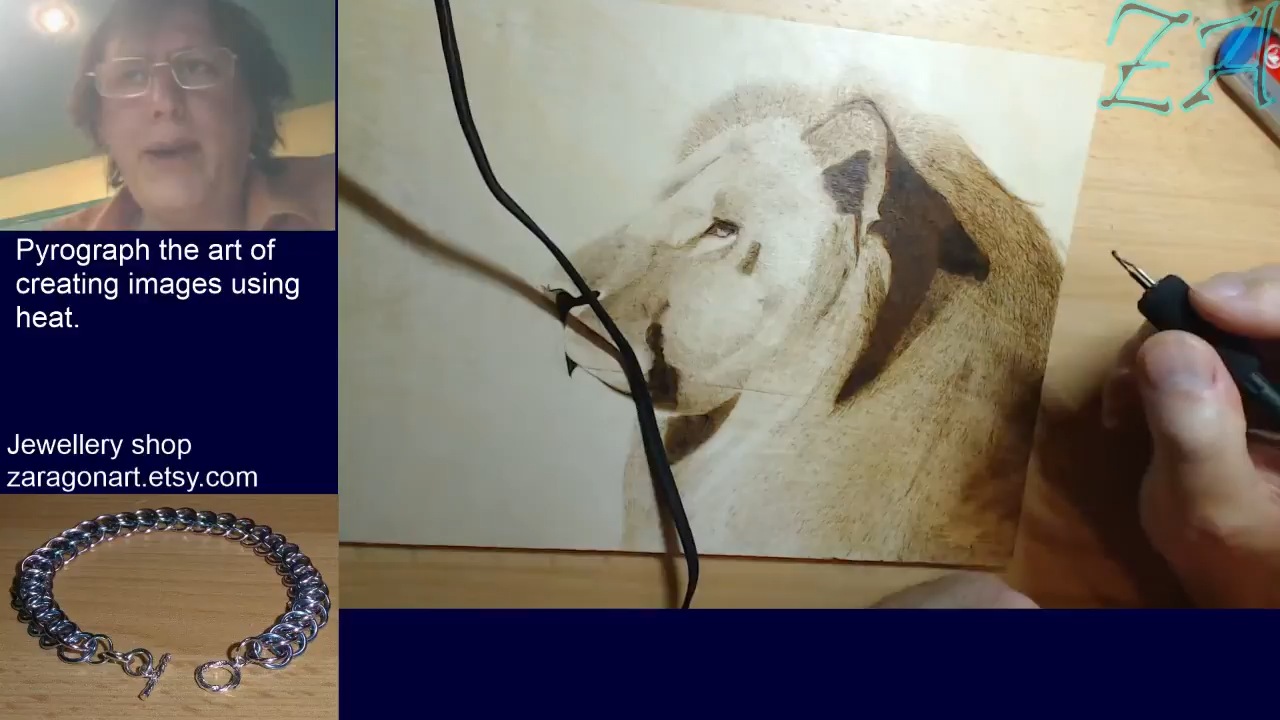 ZA
Pyrograph the art of
creating images using
heat.
Jewellery shop
zaragonart.etsy.com